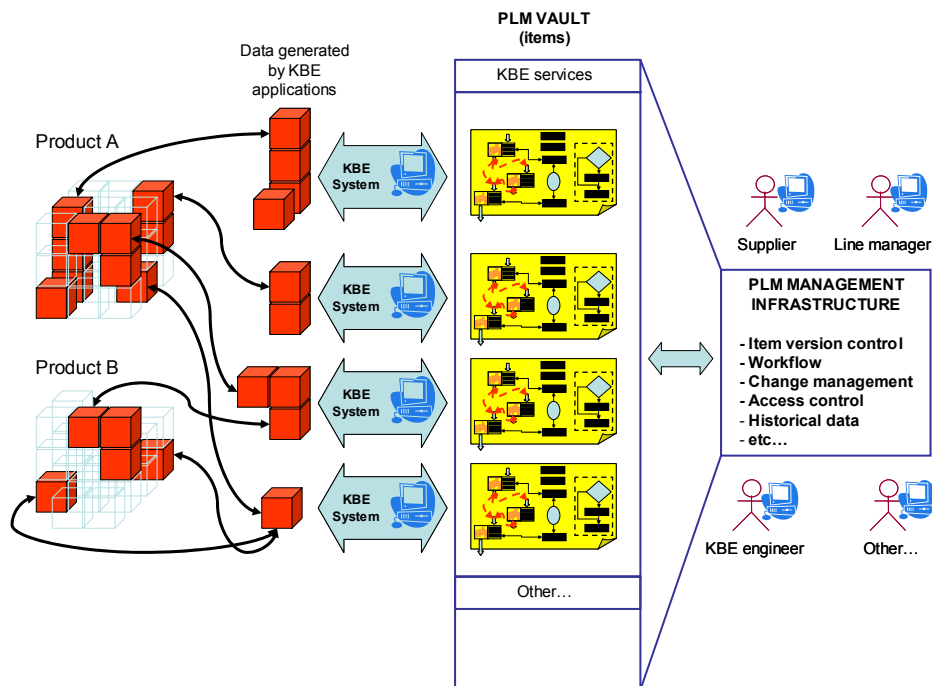 PLM VAULT
(items)
Data generated
by KBE
applications
KBE services
Product A
KBE
System
Supplier
Line manager
KBE
System
PLM MANAGEMENT
INFRASTRUCTURE
- Item version control
- Workflow
- Change management
- Access control
- Historical data
- etc…
Product B
KBE
System
KBE
System
KBE engineer
Other…
Other…